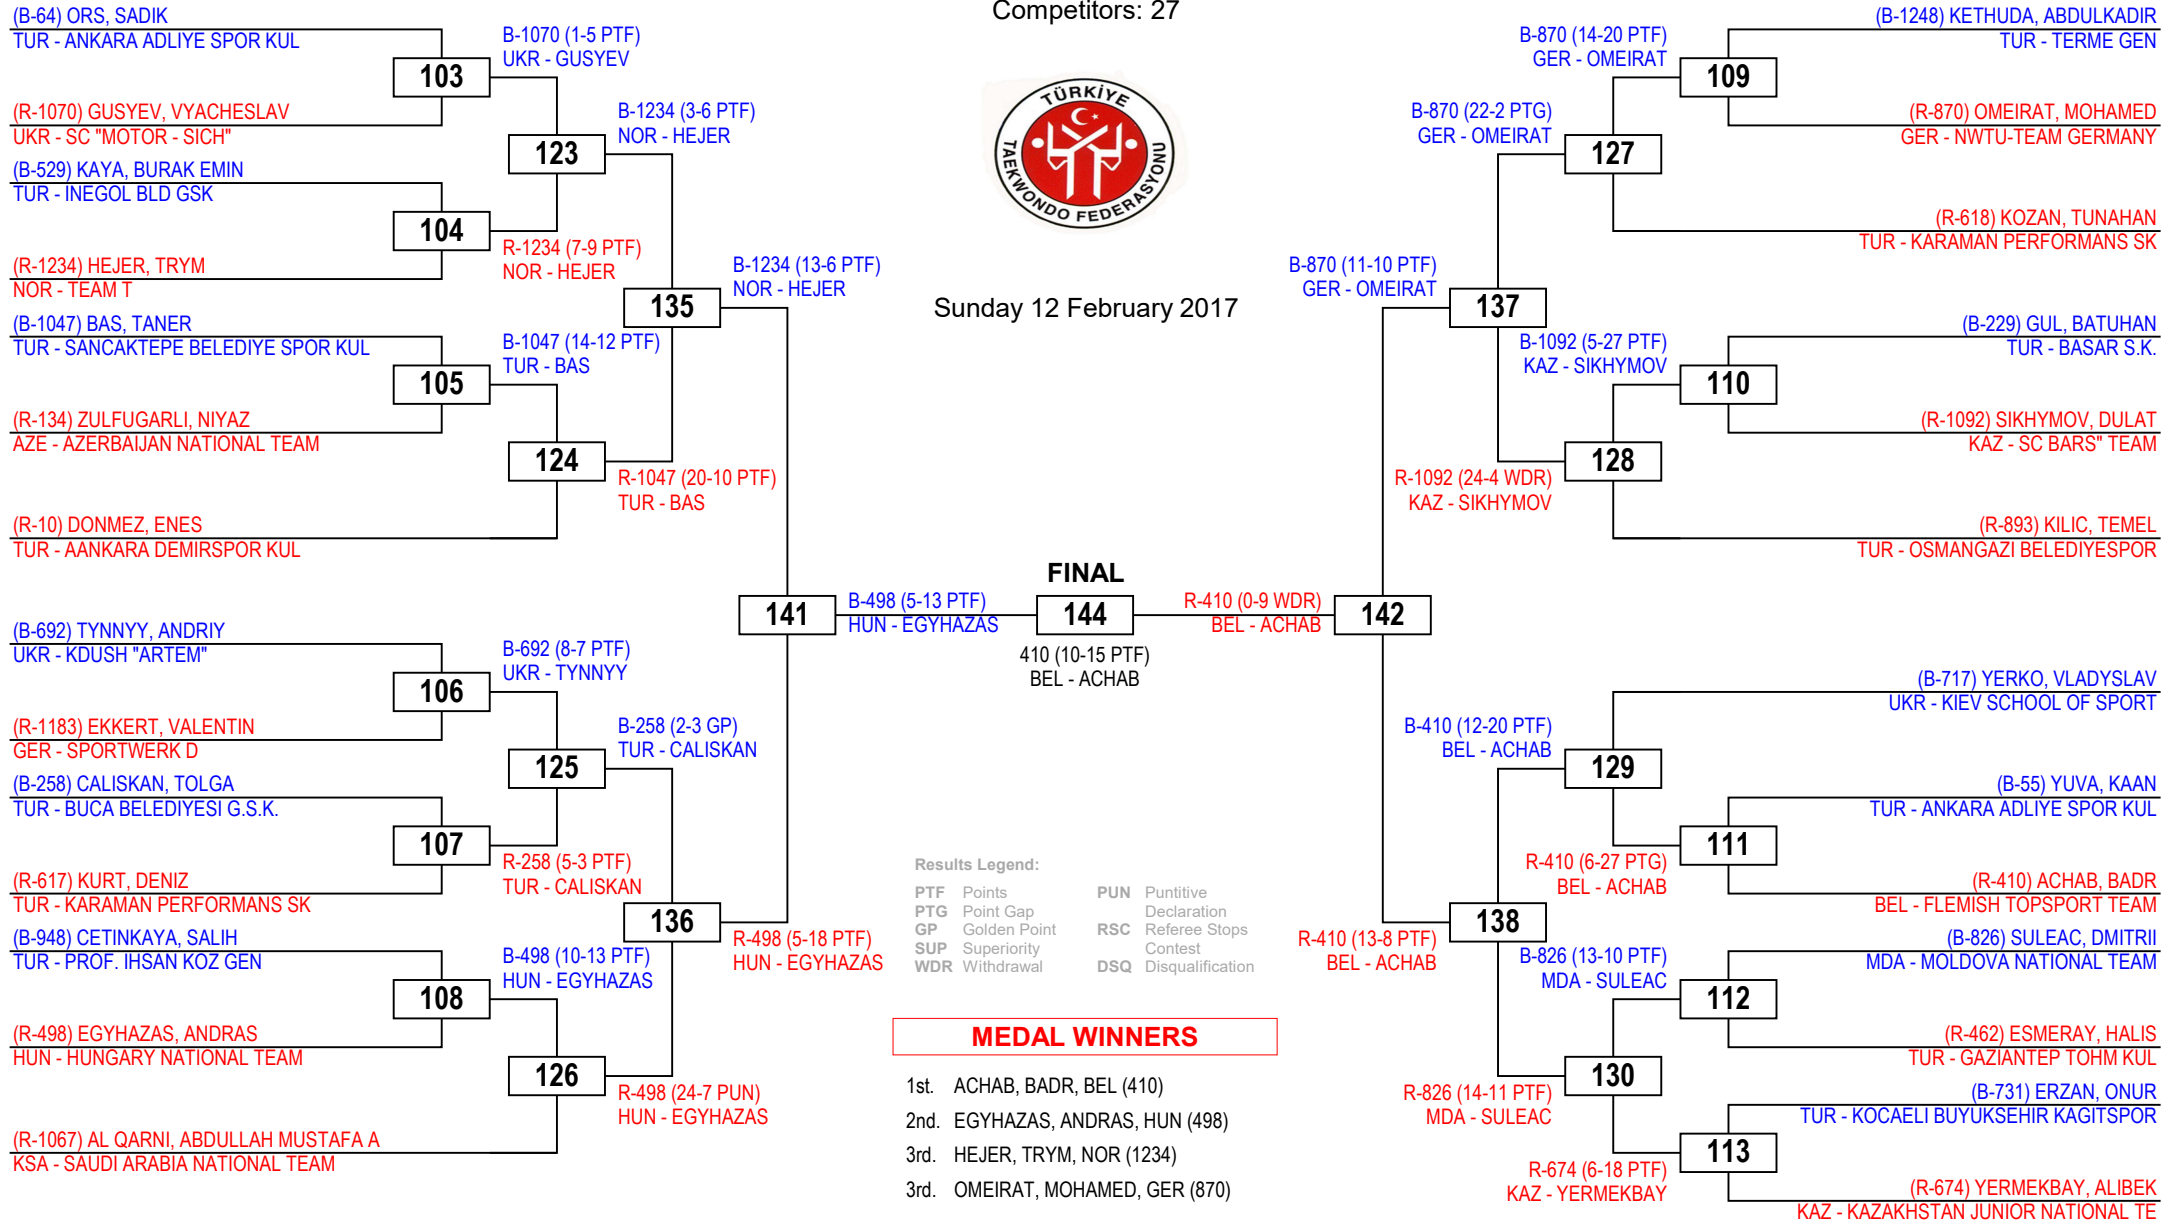 Competitors: 27
TÜRKİYE
TAEKWONDO FEDERASYONU
Sunday 12 February 2017
(B-64) ORS, SADIK
TUR - ANKARA ADLIYE SPOR KUL
103
(R-1070) GUSYEV, VYACHESLAV
UKR - SC "MOTOR - SICH"
(B-529) KAYA, BURAK EMIN
TUR - INEGOL BLD GSK
104
(R-1234) HEJER, TRYM
NOR - TEAM T
(B-1047) BAS, TANER
TUR - SANCAKTEPE BELEDIYE SPOR KUL
105
(R-134) ZULFUGARLI, NIYAZ
AZE - AZERBAIJAN NATIONAL TEAM
(R-10) DONMEZ, ENES
TUR - AANKARA DEMIRSPOR KUL
(B-692) TYNNYY, ANDRIY
UKR - KDUSH "ARTEM"
106
(R-1183) EKKERT, VALENTIN
GER - SPORTWERK D
(B-258) CALISKAN, TOLGA
TUR - BUCA BELEDIYESI G.S.K.
107
(R-617) KURT, DENIZ
TUR - KARAMAN PERFORMANS SK
(B-948) CETINKAYA, SALIH
TUR - PROF. IHSAN KOZ GEN
108
(R-498) EGYHAZAS, ANDRAS
HUN - HUNGARY NATIONAL TEAM
(R-1067) AL QARNI, ABDULLAH MUSTAFA A
KSA - SAUDI ARABIA NATIONAL TEAM
B-1070 (1-5 PTF)
UKR - GUSYEV
123
R-1234 (7-9 PTF)
NOR - HEJER
B-1047 (14-12 PTF)
TUR - BAS
124
B-692 (8-7 PTF)
UKR - TYNNYY
125
R-258 (5-3 PTF)
TUR - CALISKAN
B-498 (10-13 PTF)
HUN - EGYHAZAS
126
B-1234 (3-6 PTF)
NOR - HEJER
135
R-1047 (20-10 PTF)
TUR - BAS
B-258 (2-3 GP)
TUR - CALISKAN
136
R-498 (24-7 PUN)
HUN - EGYHAZAS
B-1234 (13-6 PTF)
NOR - HEJER
141
R-498 (5-18 PTF)
HUN - EGYHAZAS
B-498 (5-13 PTF)
HUN - EGYHAZAS
FINAL
144
410 (10-15 PTF)
BEL - ACHAB
R-410 (0-9 WDR)
BEL - ACHAB
142
B-870 (11-10 PTF)
GER - OMEIRAT
137
R-410 (13-8 PTF)
BEL - ACHAB
138
B-870 (22-2 PTG)
GER - OMEIRAT
127
R-1092 (24-4 WDR)
KAZ - SIKHYMOV
128
B-410 (12-20 PTF)
BEL - ACHAB
129
R-826 (14-11 PTF)
MDA - SULEAC
130
B-870 (14-20 PTF)
GER - OMEIRAT
109
B-1092 (5-27 PTF)
KAZ - SIKHYMOV
110
R-410 (6-27 PTG)
BEL - ACHAB
111
B-826 (13-10 PTF)
MDA - SULEAC
112
R-674 (6-18 PTF)
KAZ - YERMEKBAY
113
(B-1248) KETHUDA, ABDULKADIR
TUR - TERME GEN
(R-870) OMEIRAT, MOHAMED
GER - NWTU-TEAM GERMANY
(R-618) KOZAN, TUNAHAN
TUR - KARAMAN PERFORMANS SK
(B-229) GUL, BATUHAN
TUR - BASAR S.K.
(R-1092) SIKHYMOV, DULAT
KAZ - SC BARS" TEAM
(R-893) KILIC, TEMEL
TUR - OSMANGAZI BELEDIYESPOR
(B-717) YERKO, VLADYSLAV
UKR - KIEV SCHOOL OF SPORT
(B-55) YUVA, KAAN
TUR - ANKARA ADLIYE SPOR KUL
(R-410) ACHAB, BADR
BEL - FLEMISH TOPSPORT TEAM
(B-826) SULEAC, DMITRII
MDA - MOLDOVA NATIONAL TEAM
(R-462) ESMERAY, HALIS
TUR - GAZIANTEP TOHM KUL
(B-731) ERZAN, ONUR
TUR - KOCAELI BUYUKSEHIR KAGITSPOR
(R-674) YERMEKBAY, ALIBEK
KAZ - KAZAKHSTAN JUNIOR NATIONAL TE
Results Legend:
PTF Points
PTG Point Gap
GP Golden Point
SUP Superiority
WDR Withdrawal
PUN Puntitive
Declaration
RSC Referee Stops
Contest
DSQ Disqualification
MEDAL WINNERS
1st. ACHAB, BADR, BEL (410)
2nd. EGYHAZAS, ANDRAS, HUN (498)
3rd. HEJER, TRYM, NOR (1234)
3rd. OMEIRAT, MOHAMED, GER (870)